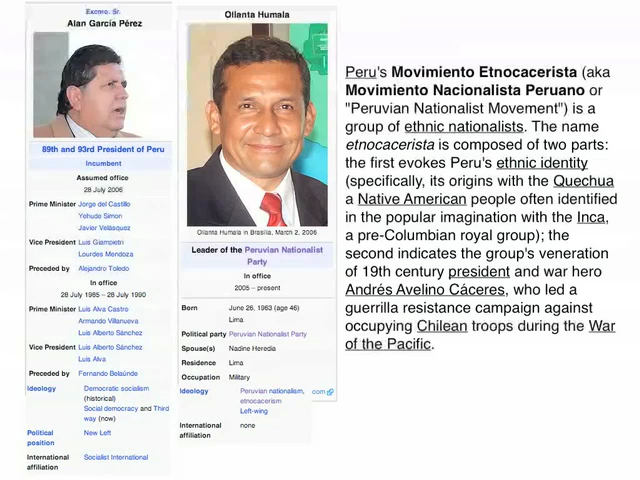 Excmo. Sr.
Alan García Pérez
89th and 93rd President of Peru
Incumbent
Assumed office
28 July 2006
Prime Minister Jorge del Castillo
Yehude Simon
Javier Velásquez
Vice President Luis Giampietri
Lourdes Mendoza
Preceded by Alejandro Toledo
In office
28 July 1985 – 28 July 1990
Prime Minister Luis Alva Castro
Armando Villanueva
Luis Alberto Sánchez
Vice President Luis Alberto Sánchez
Luis Alva
Preceded by Fernando Belaúnde
Ideology Democratic socialism
(historical)
Social democracy and Third
way (now)
Political New Left
position
International Socialist International
affiliation
Ollanta Humala
Ollanta Humala in Brasilia, March 2, 2006
Leader of the Peruvian Nationalist
Party
In office
2005 – present
Born June 26, 1963 (age 46)
Lima
Political party Peruvian Nationalist Party
Spouse(s) Nadine Heredia
Residence Lima
Occupation Military
Ideology Peruvian nationalism,
etnocacerism
Left-wing
com
International none
affiliation
Peru's Movimiento Etnocacerista (aka
Movimiento Nacionalista Peruano or
"Peruvian Nationalist Movement") is a
group of ethnic nationalists. The name
etnocacerista is composed of two parts:
the first evokes Peru's ethnic identity
(specifically, its origins with the Quechua
a Native American people often identified
in the popular imagination with the Inca,
a pre-Columbian royal group); the
second indicates the group's veneration
of 19th century president and war hero
Andrés Avelino Cáceres, who led a
guerrilla resistance campaign against
occupying Chilean troops during the War
of the Pacific.